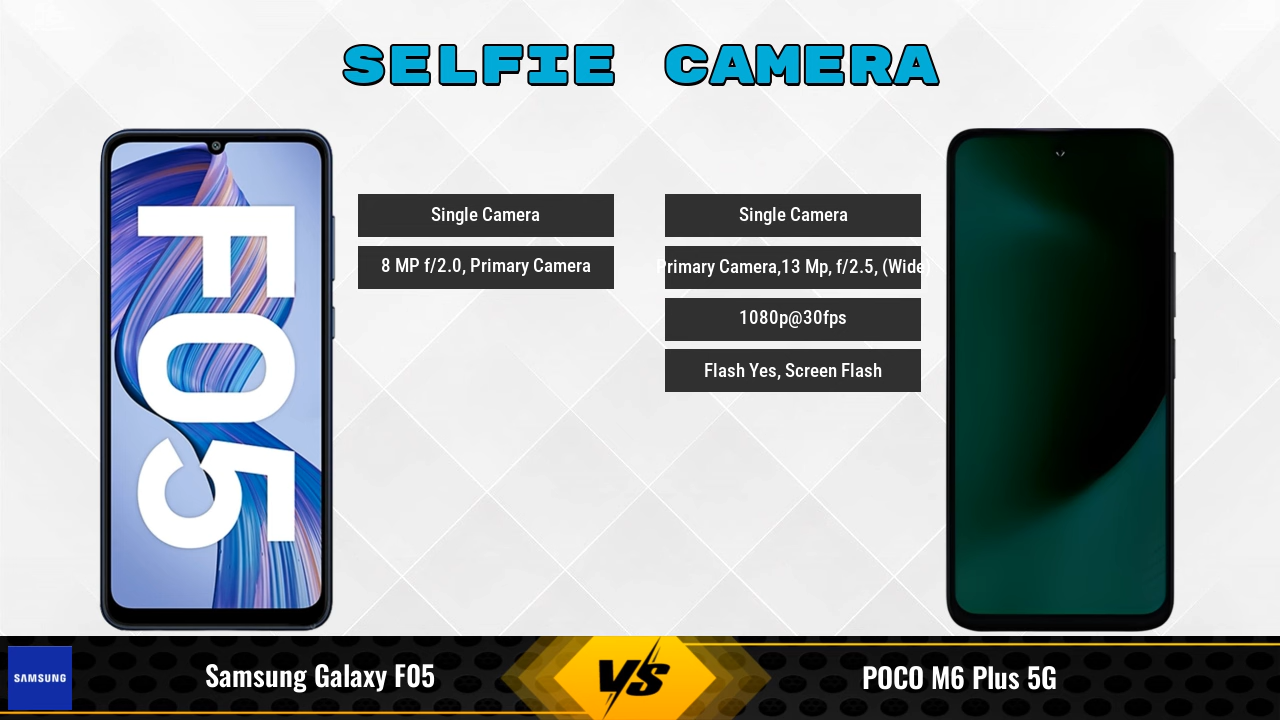 SELFIE CAMERA
F05
Single Camera
8 MP f/2.0, Primary Camera
Single Camera
Primary Camera,13 Mp, f/2.5, (Wide)
1080p@30fps
Flash Yes, Screen Flash
SAMSUNG
Samsung Galaxy F05
VS
POCO M6 Plus 5G